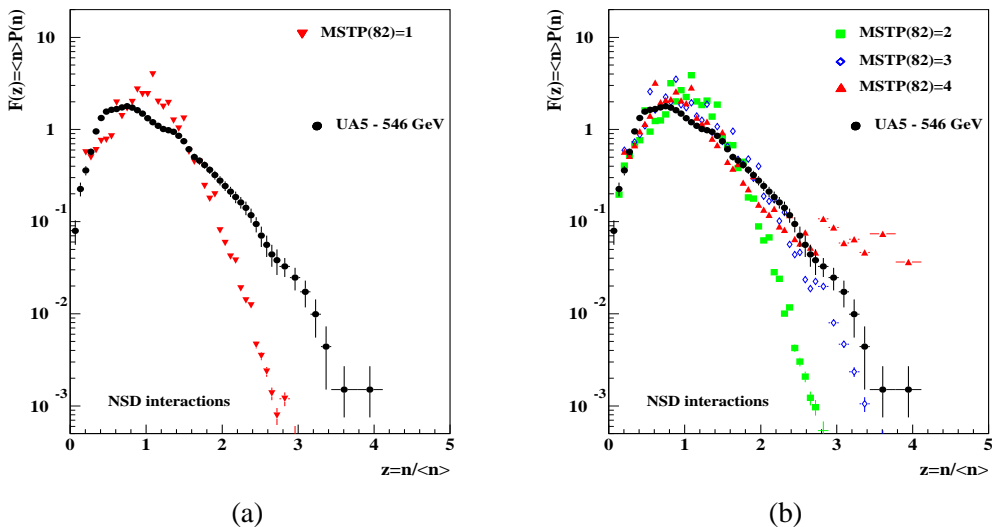 F(z)=<n>P(n)
10
1
10⁻¹
10⁻²
10⁻³
MSTP(82)=1
UA5 - 546 GeV
NSD interactions
0 1 2 3 4 5
z=n/<n>
(a)
F(z)=<n>P(n)
10
1
10⁻¹
10⁻²
10⁻³
MSTP(82)=2
MSTP(82)=3
MSTP(82)=4
UA5 - 546 GeV
NSD interactions
0 1 2 3 4 5
z=n/<n>
(b)